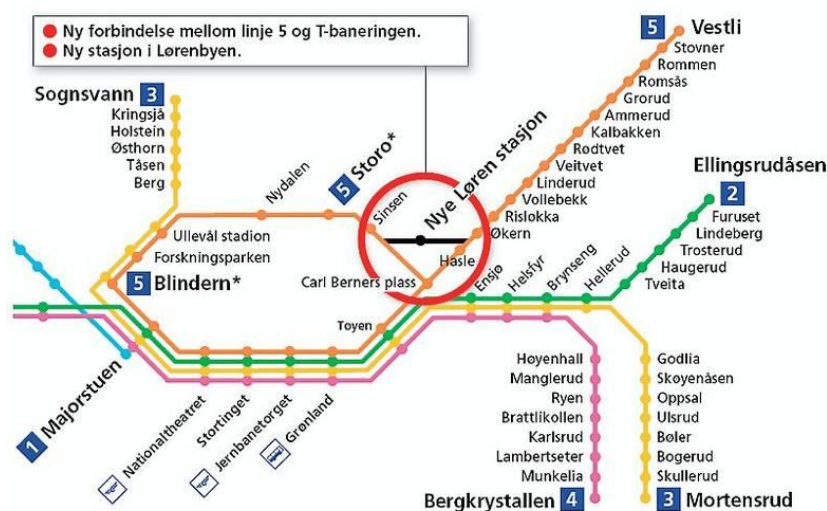 Ny forbindelse mellom linje 5 og T-baneringen.
Ny stasjon i Lørenbyen.
5 Vestli
Stovner
Rommen
Romsås
Grorud
Ammerud
Kalbakken
Rødtvet
Veitvet
Linderud
Vollebekk
Risløkka
Økern
Hasle
Sognsvann 3
Kringsjå
Holstein
Østhorn
Tåsen
Berg
Nydalen
5 Storo*
Sinsen
Nye Løren stasjon
Ellingsrudåsen
2
Furuset
Lindeberg
Trosterud
Haugerud
Tveita
Ullevål stadion
Forskningsparken
5 Blindern*
Carl Berners plass
Ensjø
Helsfyr
Brynseng
Hellerud
Toyen
1 Majorstuen
Nationaltheatret
Stortinget
Jernbanetorget
Grønland
Høyenhall
Manglerud
Ryen
Brattlikollen
Karlsrud
Lambertseter
Munkelia
Bergkrystallen 4
Godlia
Skøyenåsen
Oppsal
Ulsrud
Bøler
Bogerud
Skullerud
3 Mortensrud